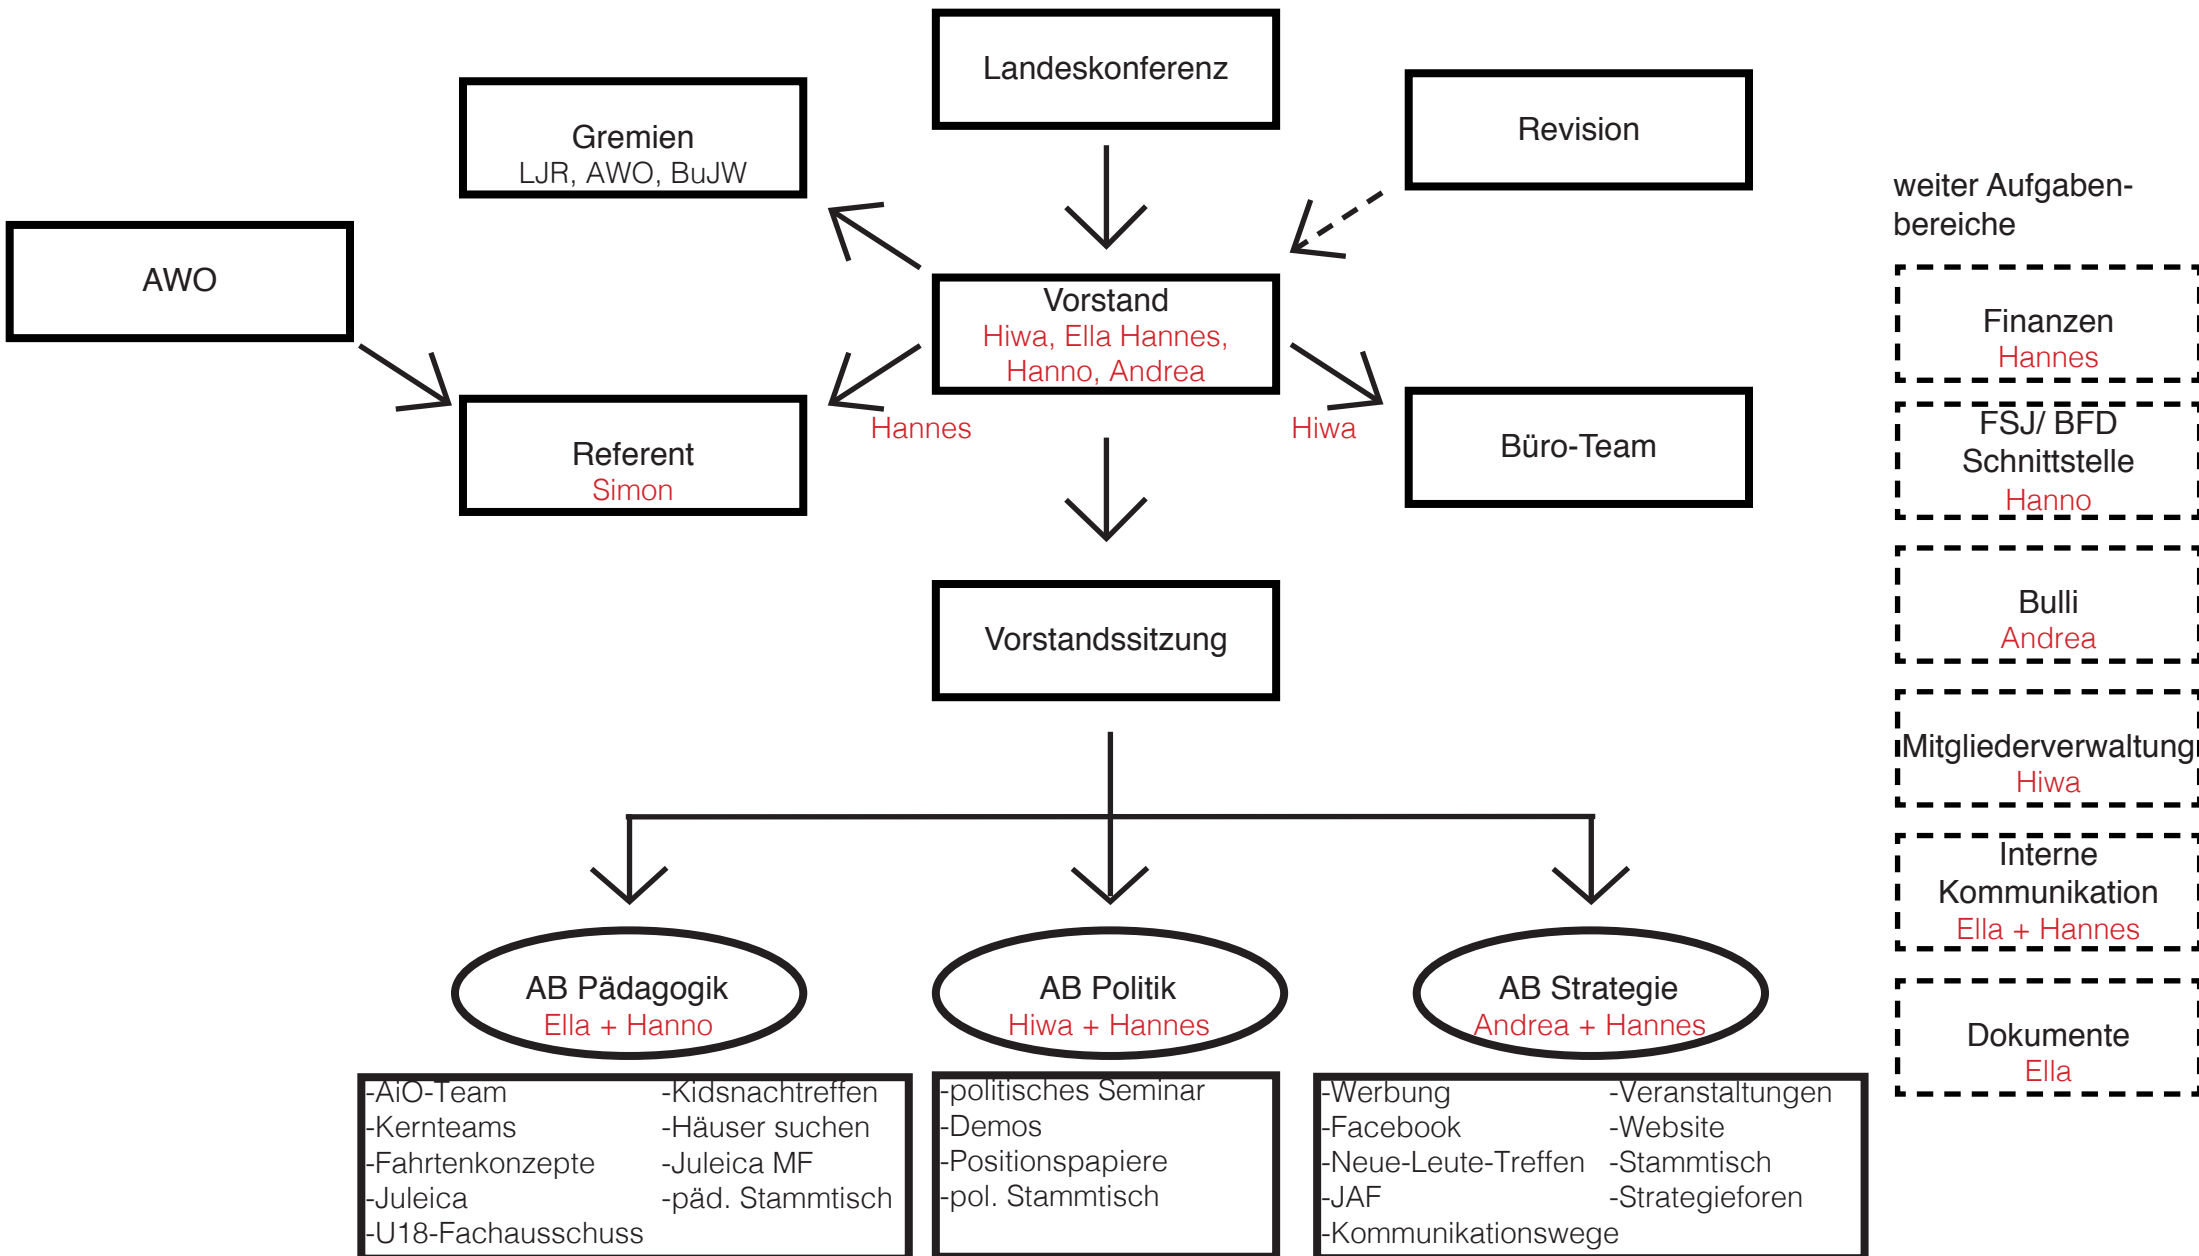 Landeskonferenz
Gremien
LJR, AWO, BuJW
Revision
weiter Aufgaben-
bereiche
AWO
Vorstand
Hiwa, Ella Hannes,
Hanno, Andrea
Finanzen
Hannes
Hannes
Hiwa
Referent
Simon
Büro-Team
FSJ/ BFD
Schnittstelle
Hanno
Vorstandssitzung
Bulli
Andrea
Mitgliederverwaltung
Hiwa
Interne
Kommunikation
Ella + Hannes
AB Pädagogik
Ella + Hanno
AB Politik
Hiwa + Hannes
AB Strategie
Andrea + Hannes
Dokumente
Ella
-AiO-Team
-Kernteams
-Fahrtenkonzepte
-Juleica
-U18-Fachausschuss
-Kidsnachtreffen
-Häuser suchen
-Juleica MF
-päd. Stammtisch
-politisches Seminar
-Demos
-Positionspapiere
-pol. Stammtisch
-Werbung
-Facebook
-Neue-Leute-Treffen
-JAF
-Kommunikationswege
-Veranstaltungen
-Website
-Stammtisch
-Strategieforen